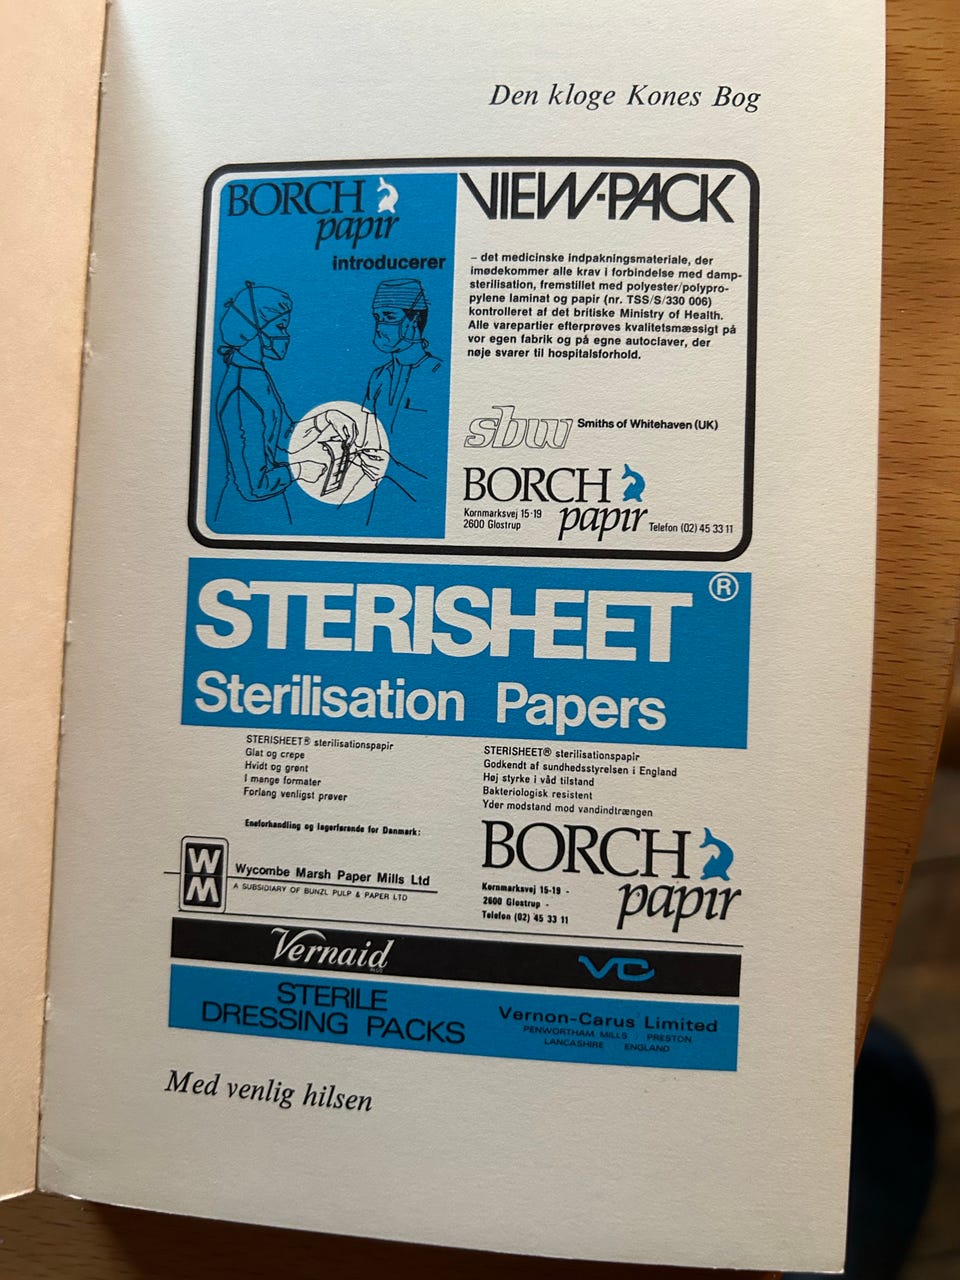 Den kloge Kones Bog
BORCH
papir
introducerer
VIEW-PACK
– det medicinske indpakningsmateriale, der
imødekommer alle krav i forbindelse med damp-
sterilisation, fremstillet med polyester/polypro-
pylene laminat og papir (nr. TSS/S/330 006)
kontrolleret af det britiske Ministry of Health.
Alle varepartier efterprøves kvalitetsmæssigt på
vor egen fabrik og på egne autoclaver, der
nøje svarer til hospitalsforhold.
sbw Smiths of Whitehaven (UK)
BORCH
papir
Kornmarksvej 15-19
2600 Glostrup
Telefon (02) 45 33 11
STERISHEET ®
Sterilisation Papers
STERISHEET® sterilisationspapir
Glat og crepe
Hvidt og grønt
I mange formater
Forlang venligst prøver
STERISHEET® sterilisationspapir
Godkendt af sundhedsstyrelsen i England
Høj styrke i våd tilstand
Bakteriologisk resistent
Yder modstand mod vandindtrængen
Eneforhandling og lagerførende for Danmark:
WM
Wycombe Marsh Paper Mills Ltd
A SUBSIDIARY OF BUNZL PULP & PAPER LTD
BORCH
papir
Kornmarksvej 15-19 -
2600 Glostrup -
Telefon (02) 45 33 11
Vernaid
VC
STERILE
DRESSING PACKS
Vernon-Carus Limited
PENWORTHAM MILLS / PRESTON
LANCASHIRE ENGLAND
Med venlig hilsen